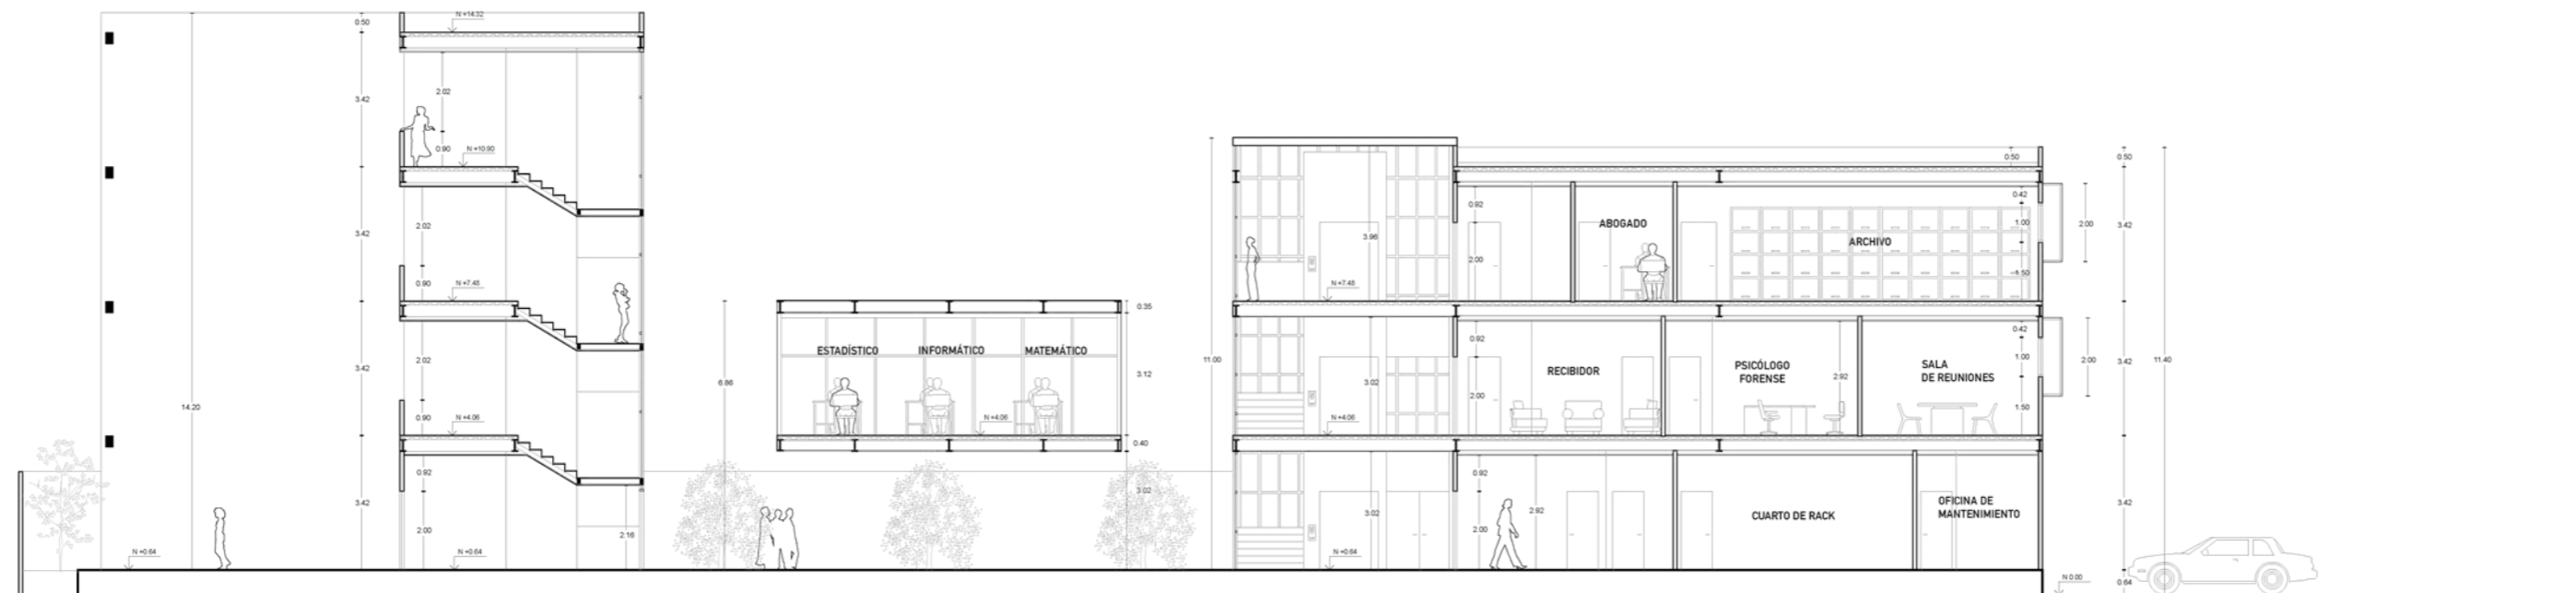 0.50
N +14.32
3.42
2.02
0.90
N +10.90
3.42
2.02
0.90
N +7.48
3.42
2.02
0.90
N +4.06
14.20
3.42
0.92
2.00
2.16
N +0.64
N +0.64
6.86
ESTADÍSTICO
INFORMÁTICO
MATEMÁTICO
N +4.06
0.35
3.12
0.40
3.02
11.00
3.96
N +7.48
0.92
2.00
ABOGADO
ARCHIVO
0.50
0.42
1.00
1.50
2.00
0.50
3.42
3.02
N +4.06
0.92
2.00
RECIBIDOR
PSICÓLOGO
FORENSE
2.92
SALA
DE REUNIONES
0.42
1.00
1.50
2.00
3.42
11.40
3.02
N +0.64
0.92
2.00
2.92
CUARTO DE RACK
OFICINA DE
MANTENIMIENTO
3.42
N 0.00
0.64